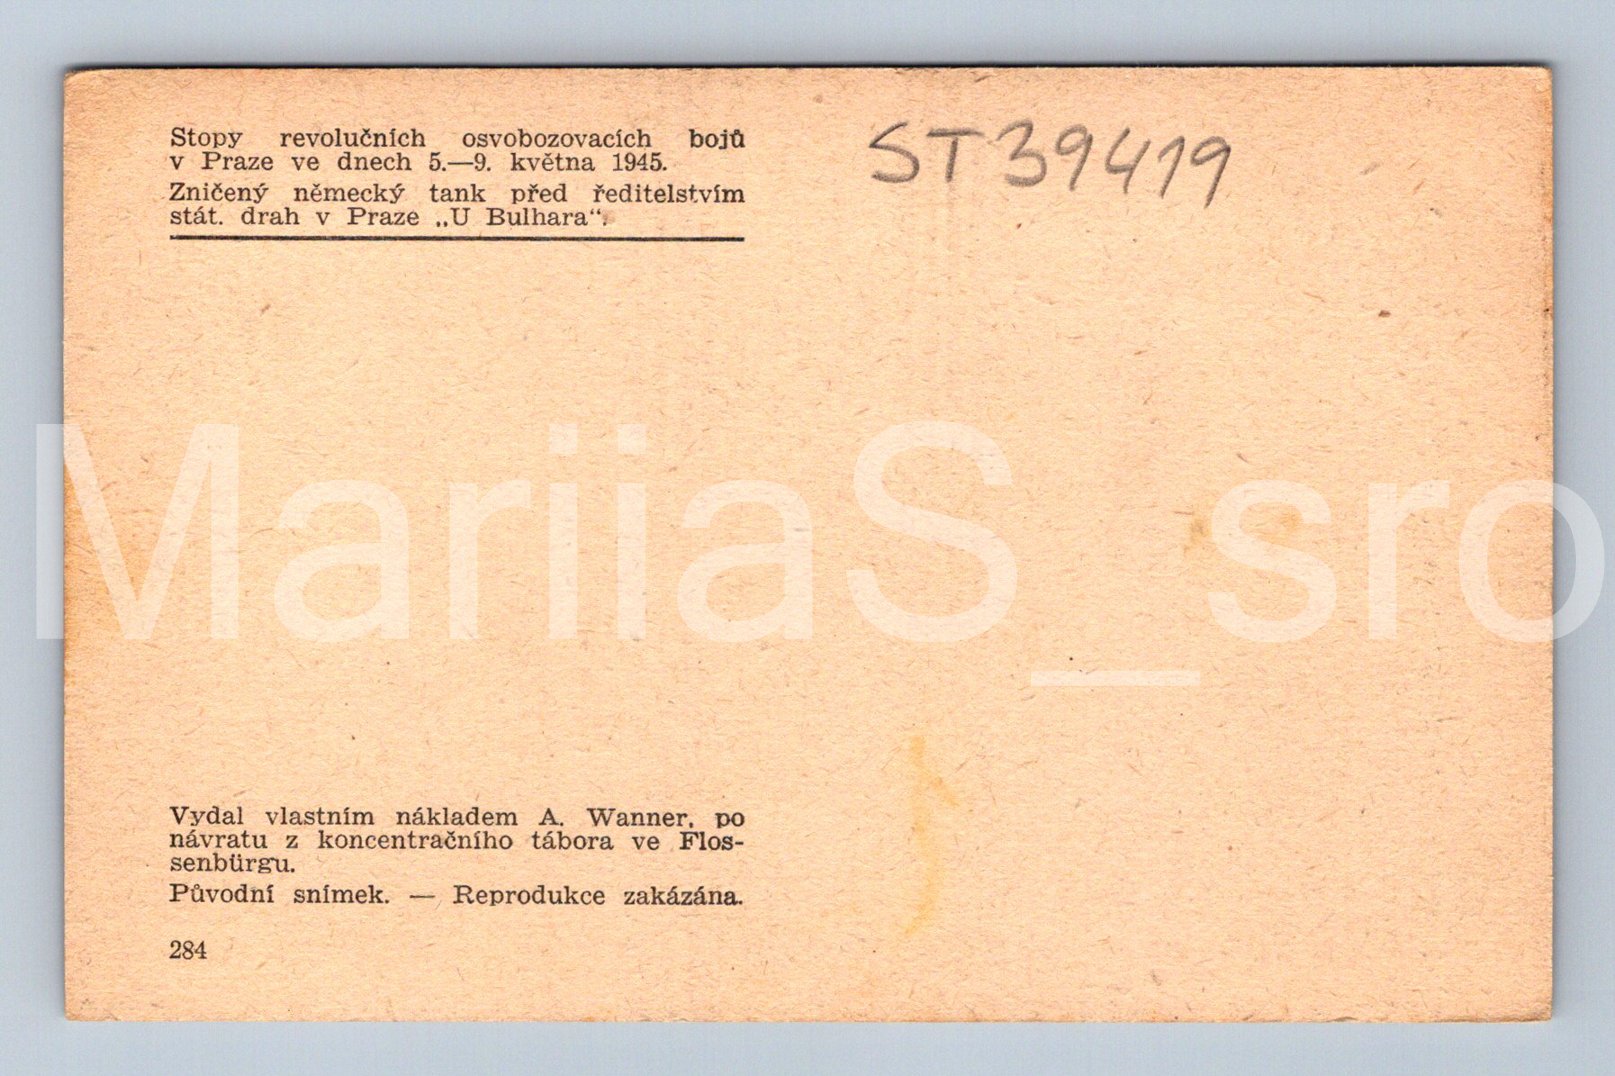 Stopy revolučních osvobozovacích bojů
v Praze ve dnech 5.—9. května 1945.
Zničený německý tank před ředitelstvím
stát. drah v Praze „U Bulhara“.
ST39419
MariiaS_sro
Vydal vlastním nákladem A. Wanner, po
návratu z koncentračního tábora ve Flos-
senbürgu.
Původní snímek. — Reprodukce zakázána.
284